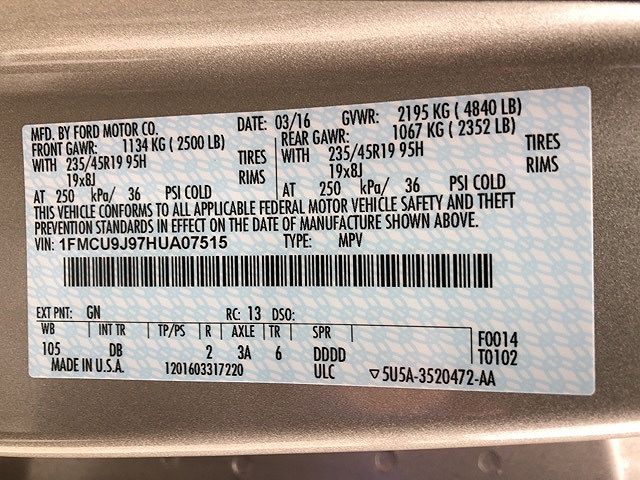 MFD. BY FORD MOTOR CO. DATE: 03/16 GVWR: 2195 KG ( 4840 LB)
FRONT GAWR: 1134 KG ( 2500 LB) REAR GAWR: 1067 KG ( 2352 LB)
WITH 235/45R19 95H TIRES WITH 235/45R19 95H TIRES
19x8J RIMS 19x8J RIMS
AT 250 kPa/ 36 PSI COLD AT 250 kPa/ 36 PSI COLD
THIS VEHICLE CONFORMS TO ALL APPLICABLE FEDERAL MOTOR VEHICLE SAFETY AND THEFT
PREVENTION STANDARDS IN EFFECT ON THE DATE OF MANUFACTURE SHOWN ABOVE.
VIN: 1FMCU9J97HUA07515 TYPE: MPV
EXT PNT: GN RC: 13 DSO:
WB INT TR TP/PS R AXLE TR SPR F0014
105 DB 2 3A 6 DDDD T0102
MADE IN U.S.A. 1201603317220 ULC ▽5U5A-3520472-AA